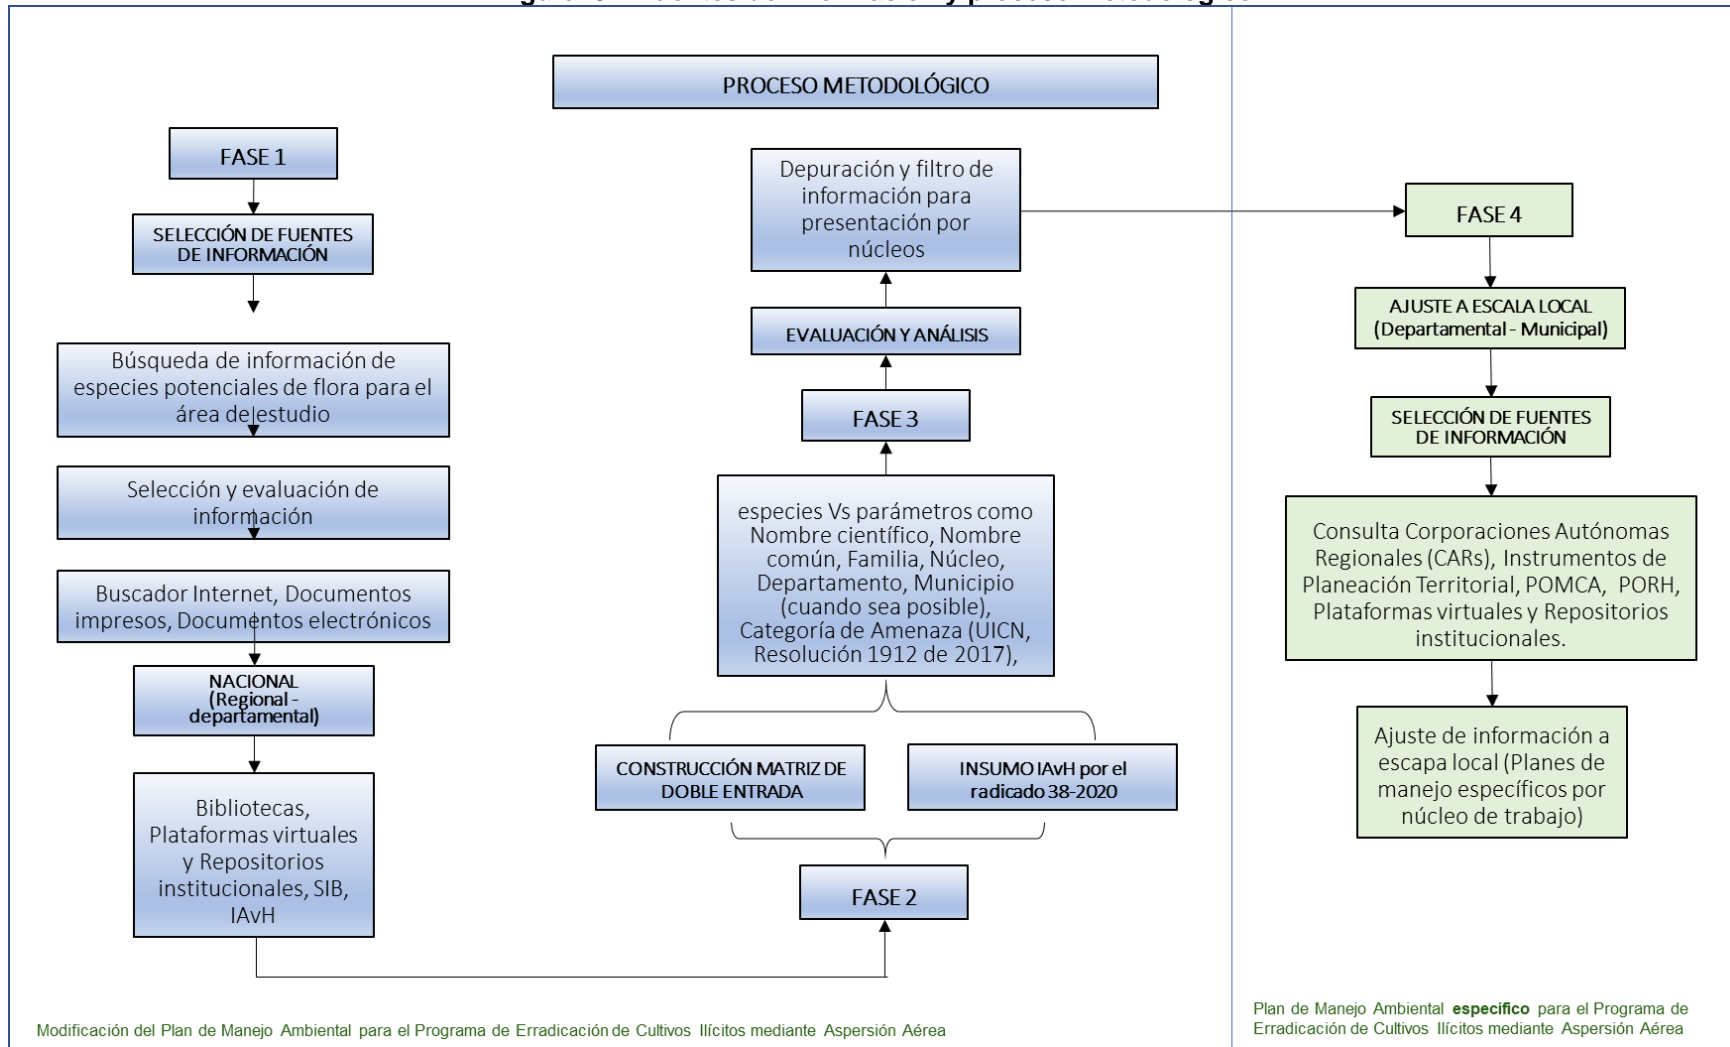 PROCESO METODOLÓGICO
FASE 1
SELECCIÓN DE FUENTES
DE INFORMACIÓN
Búsqueda de información de
especies potenciales de flora para el
área de estudio
Selección y evaluación de
información
Buscador Internet, Documentos
impresos, Documentos electrónicos
NACIONAL
(Regional -
departamental)
Bibliotecas,
Plataformas virtuales
y Repositorios
institucionales, SIB,
IAvH
Depuración y filtro de
información para
presentación por
núcleos
EVALUACIÓN Y ANÁLISIS
FASE 3
especies Vs parámetros como
Nombre científico, Nombre
común, Familia, Núcleo,
Departamento, Municipio
(cuando sea posible),
Categoría de Amenaza (UICN,
Resolución 1912 de 2017),
CONSTRUCCIÓN MATRIZ DE
DOBLE ENTRADA
INSUMO IAvH por el
radicado 38-2020
FASE 2
FASE 4
AJUSTE A ESCALA LOCAL
(Departamental - Municipal)
SELECCIÓN DE FUENTES
DE INFORMACIÓN
Consulta Corporaciones Autónomas
Regionales (CARs), Instrumentos de
Planeación Territorial, POMCA, PORH,
Plataformas virtuales y Repositorios
institucionales.
Ajuste de información a
escapa local (Planes de
manejo específicos por
núcleo de trabajo)
Modificación del Plan de Manejo Ambiental para el Programa de Erradicación de Cultivos Ilícitos mediante Aspersión Aérea
Plan de Manejo Ambiental específico para el Programa de
Erradicación de Cultivos Ilícitos mediante Aspersión Aérea